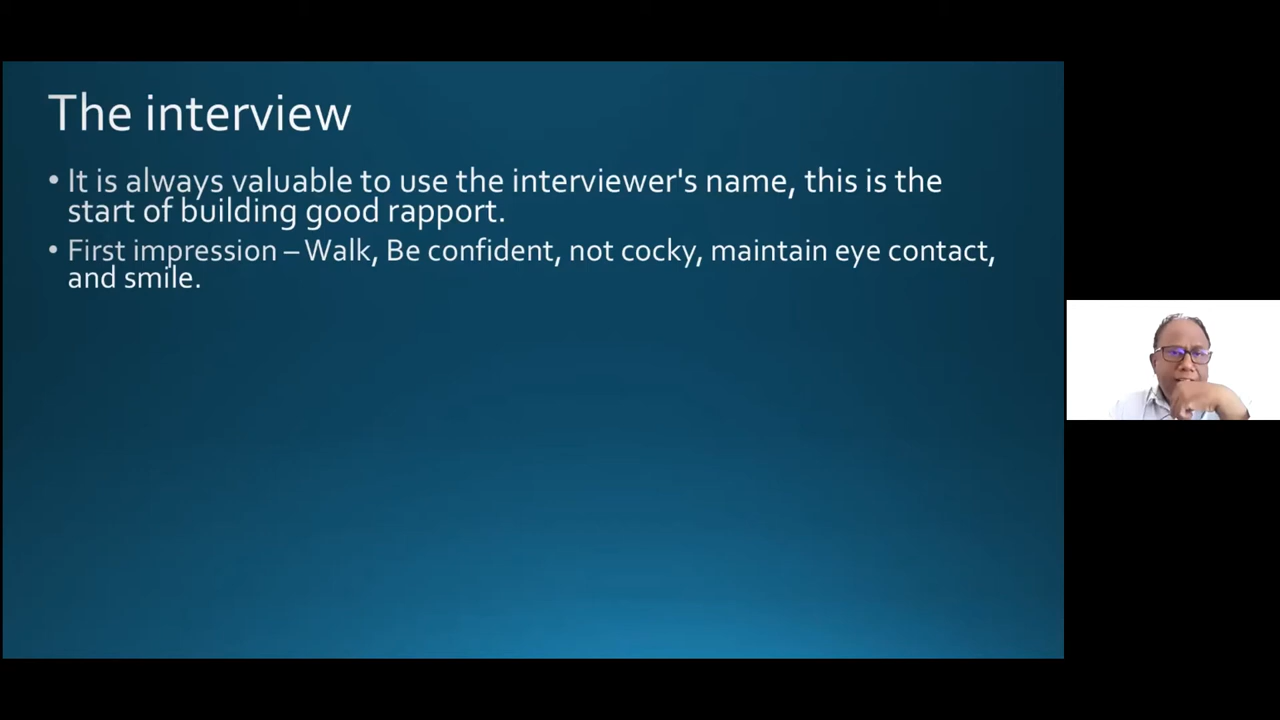 The interview
• It is always valuable to use the interviewer's name, this is the
start of building good rapport.
• First impression – Walk, Be confident, not cocky, maintain eye contact,
and smile.